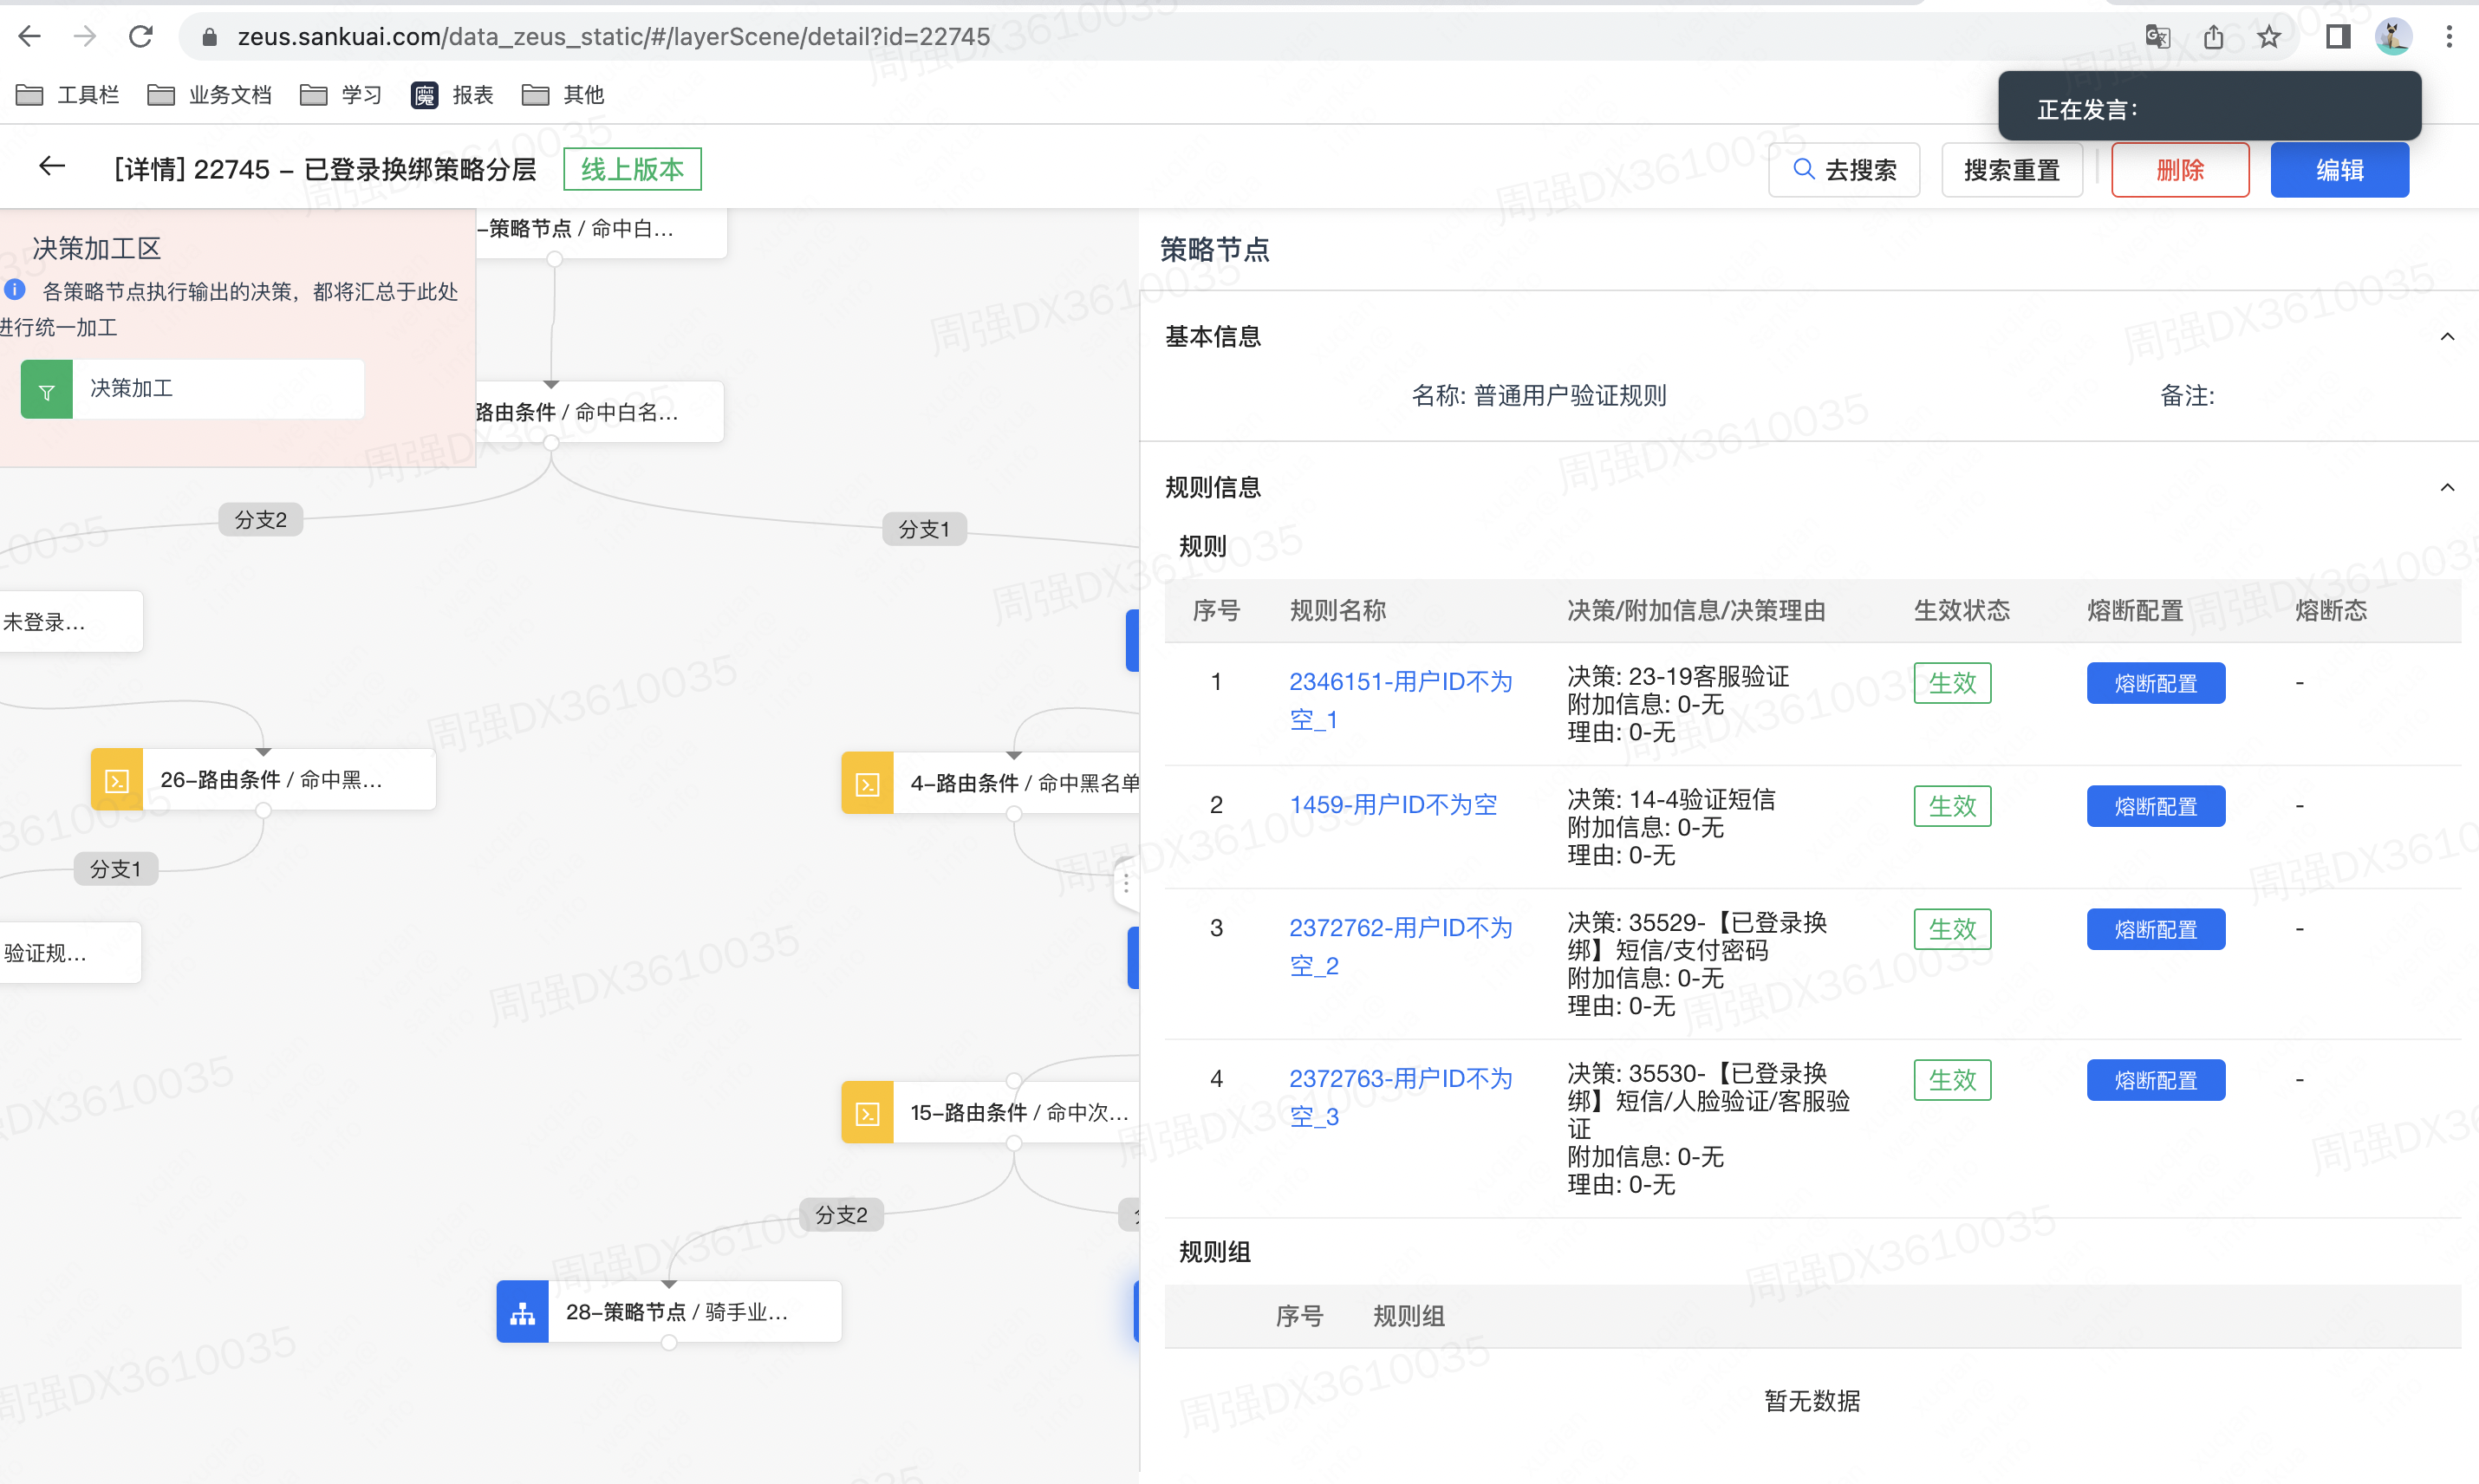 zeus.sankuai.com/data_zeus_static/#/layerScene/detail?id=22745
工具栏
业务文档
学习
魔 报表
其他
正在发言：
[详情] 22745 – 已登录换绑策略分层
线上版本
去搜索
搜索重置
删除
编辑
决策加工区
各策略节点执行输出的决策，都将汇总于此处
进行统一加工
决策加工
–策略节点 / 命中白...
路由条件 / 命中白名...
分支2
分支1
未登录...
26–路由条件 / 命中黑...
4–路由条件 / 命中黑名单
分支1
验证规...
15–路由条件 / 命中次...
分支2
28–策略节点 / 骑手业...
策略节点
基本信息
名称: 普通用户验证规则
备注:
规则信息
规则
序号 规则名称 决策/附加信息/决策理由 生效状态 熔断配置 熔断态
1
2346151-用户ID不为
空_1
决策: 23-19客服验证
附加信息: 0-无
理由: 0-无
生效
熔断配置
-
2
1459-用户ID不为空
决策: 14-4验证短信
附加信息: 0-无
理由: 0-无
生效
熔断配置
-
3
2372762-用户ID不为
空_2
决策: 35529-【已登录换
绑】短信/支付密码
附加信息: 0-无
理由: 0-无
生效
熔断配置
-
4
2372763-用户ID不为
空_3
决策: 35530-【已登录换
绑】短信/人脸验证/客服验
证
附加信息: 0-无
理由: 0-无
生效
熔断配置
-
规则组
序号 规则组
暂无数据
周强DX3610035